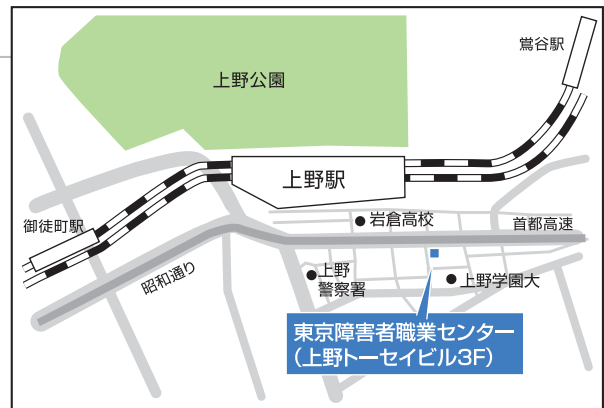 鶯谷駅
上野公園
上野駅
岩倉高校
首都高速
御徒町駅
昭和通り
上野
警察署
上野学園大
東京障害者職業センター
（上野トーセイビル3F）